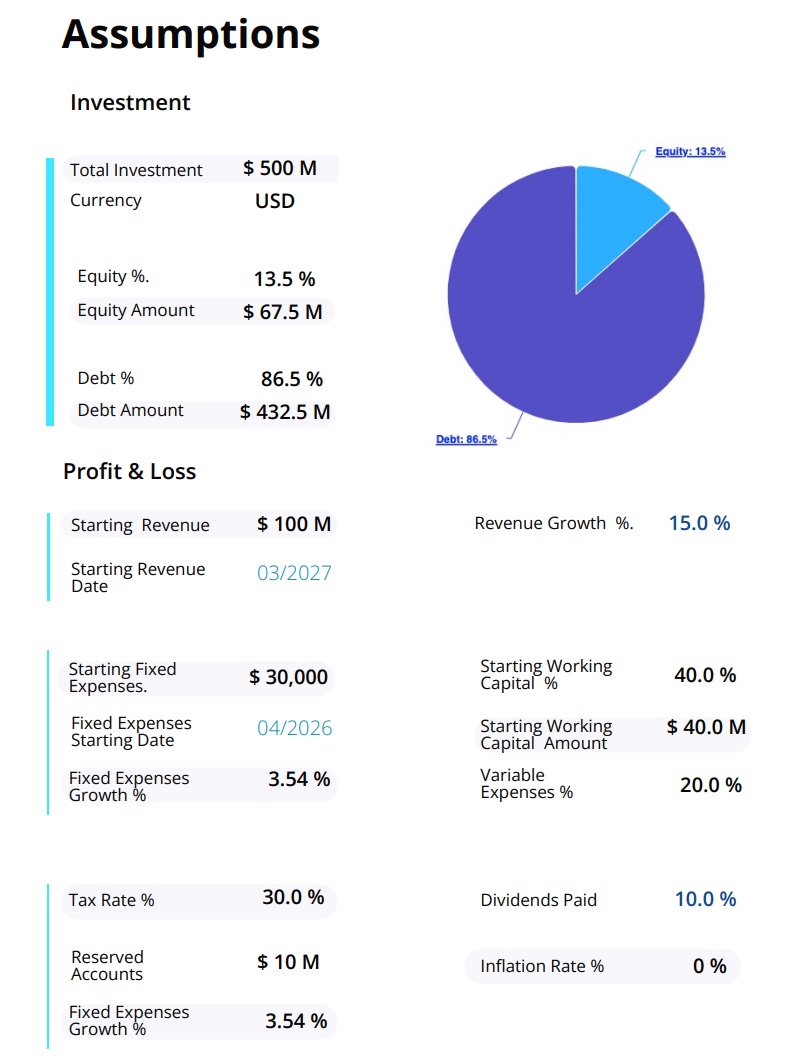 Assumptions
Investment
Total Investment $ 500 M
Currency USD
Equity %. 13.5 %
Equity Amount $ 67.5 M
Debt % 86.5 %
Debt Amount $ 432.5 M
Equity: 13.5%
Debt: 86.5%
Profit & Loss
Starting Revenue $ 100 M
Revenue Growth %. 15.0 %
Starting Revenue
Date 03/2027
Starting Fixed
Expenses. $ 30,000
Starting Working
Capital % 40.0 %
Fixed Expenses
Starting Date 04/2026
Starting Working
Capital Amount $ 40.0 M
Fixed Expenses
Growth % 3.54 %
Variable
Expenses % 20.0 %
Tax Rate % 30.0 %
Dividends Paid 10.0 %
Reserved
Accounts $ 10 M
Inflation Rate % 0 %
Fixed Expenses
Growth % 3.54 %